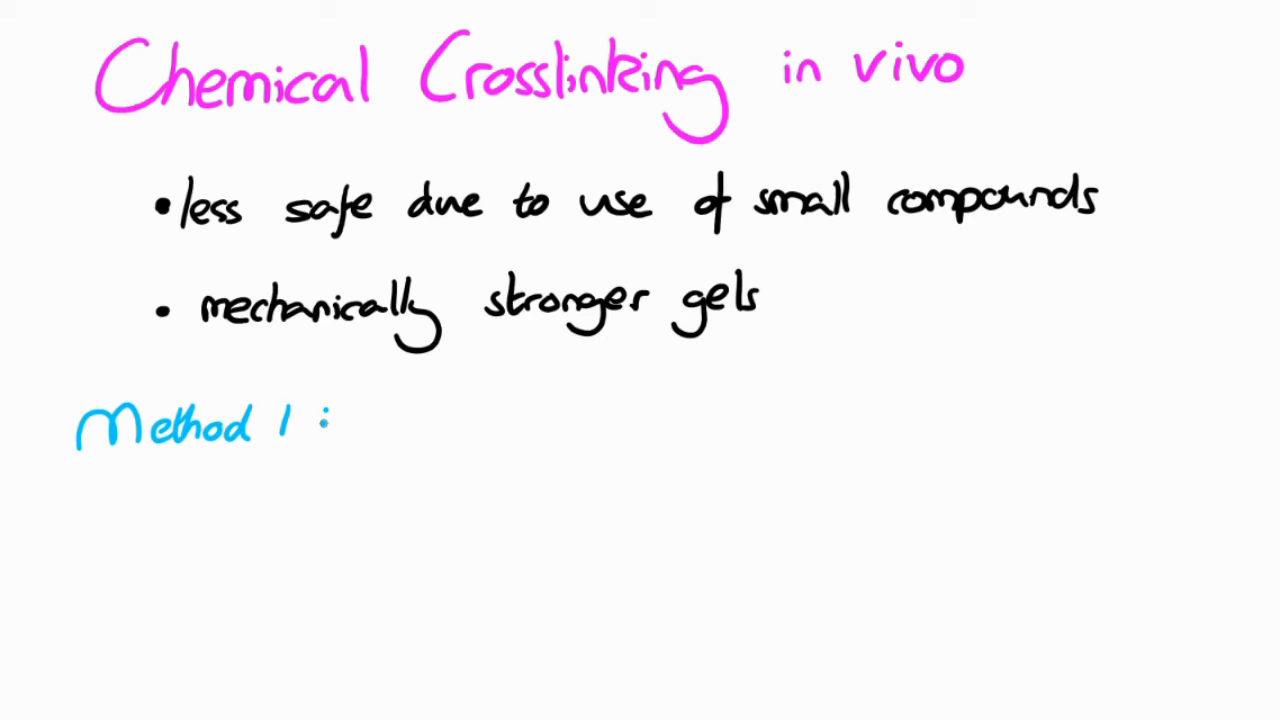 Chemical Crosslinking in vivo
• less safe due to use of small compounds
• mechanically stronger gels
Method 1 :